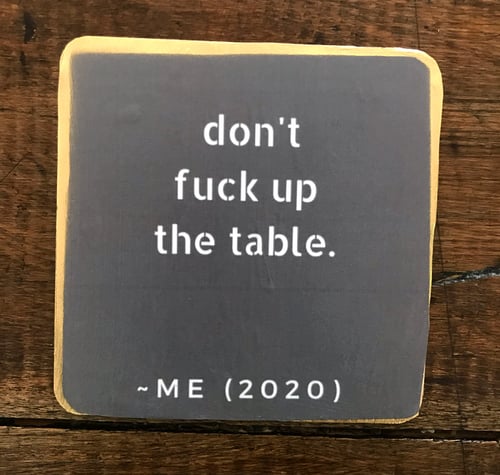 don't
fuck up
the table.
~ME (2020)